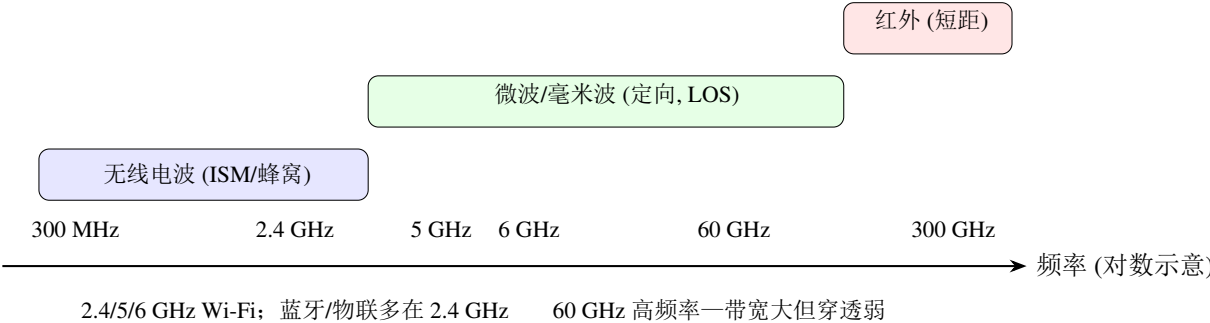 红外 (短距)
微波/毫米波 (定向, LOS)
无线电波 (ISM/蜂窝)
300 MHz 2.4 GHz 5 GHz 6 GHz 60 GHz 300 GHz
频率 (对数示意)
2.4/5/6 GHz Wi-Fi；蓝牙/物联多在 2.4 GHz 60 GHz 高频率—带宽大但穿透弱